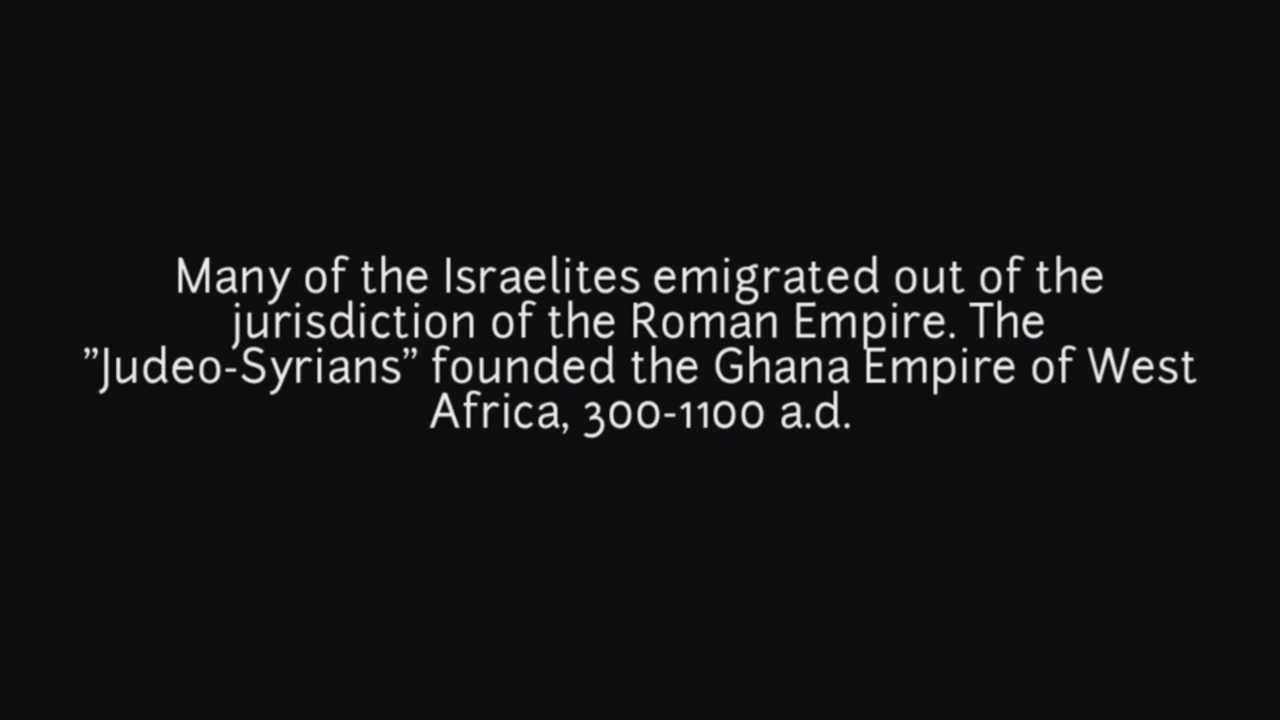 Many of the Israelites emigrated out of the
jurisdiction of the Roman Empire. The
”Judeo-Syrians” founded the Ghana Empire of West
Africa, 300-1100 a.d.